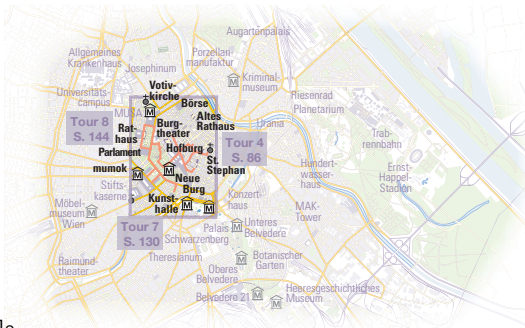 Augartenpalais
Allgemeines
Krankenhaus
Josephinum
Porzellan-
manufaktur
Kriminal-
museum
Riesenrad
Planetarium
Universitäts-
campus
Votiv-
kirche
MUSA
Börse
Altes
Rathaus
Urania
Tour 8
S. 144
Rat-
haus
Burg-
theater
Hofburg
Tour 4
S. 86
Trab-
rennbahn
Parlament
St.
Stephan
Hundert-
wasser-
haus
Ernst-
Happel-
Stadion
mumok
Neue
Burg
Stifts-
kaserne
Kunst-
halle
Konzert-
haus
MAK-
Tower
Möbel-
museum
Wien
Tour 7
S. 130
Palais
Schwarzenberg
Unteres
Belvedere
Raimund-
theater
Theresianum
Oberes
Belvedere
Botanischer
Garten
Belvedere 21
Heeresgeschichtliches
Museum